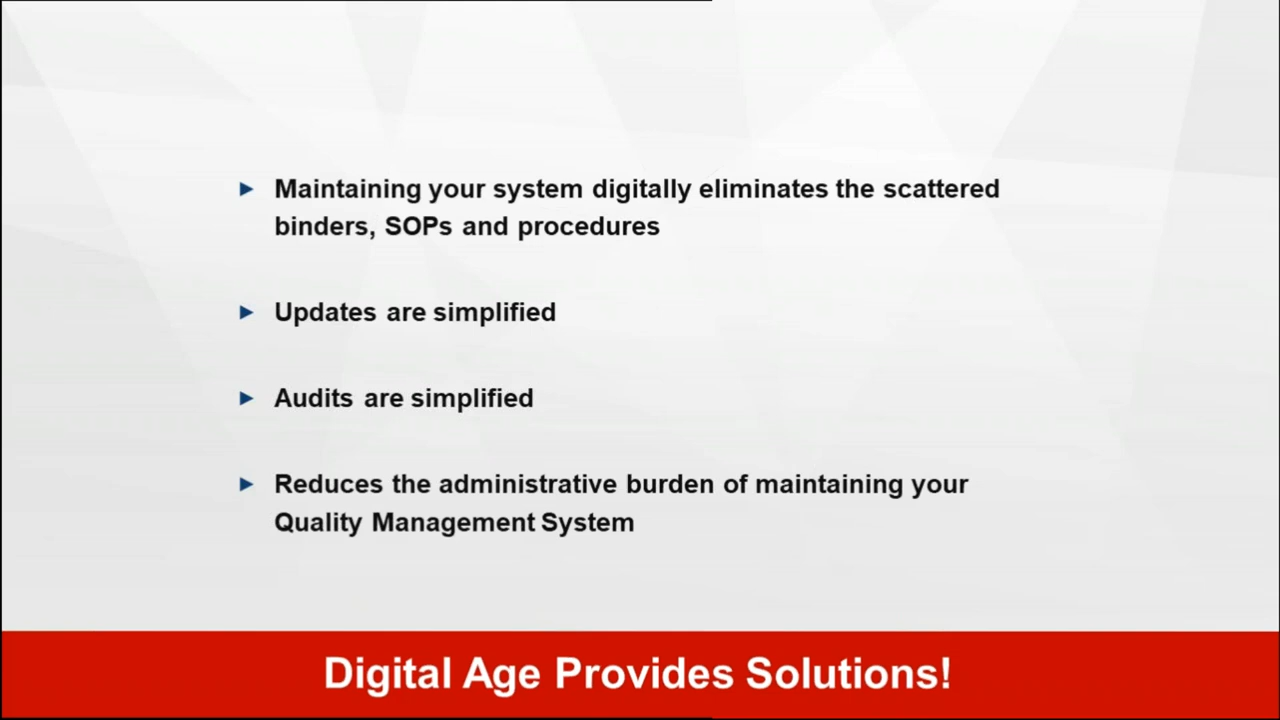 Maintaining your system digitally eliminates the scattered
binders, SOPs and procedures
Updates are simplified
Audits are simplified
Reduces the administrative burden of maintaining your
Quality Management System
Digital Age Provides Solutions!